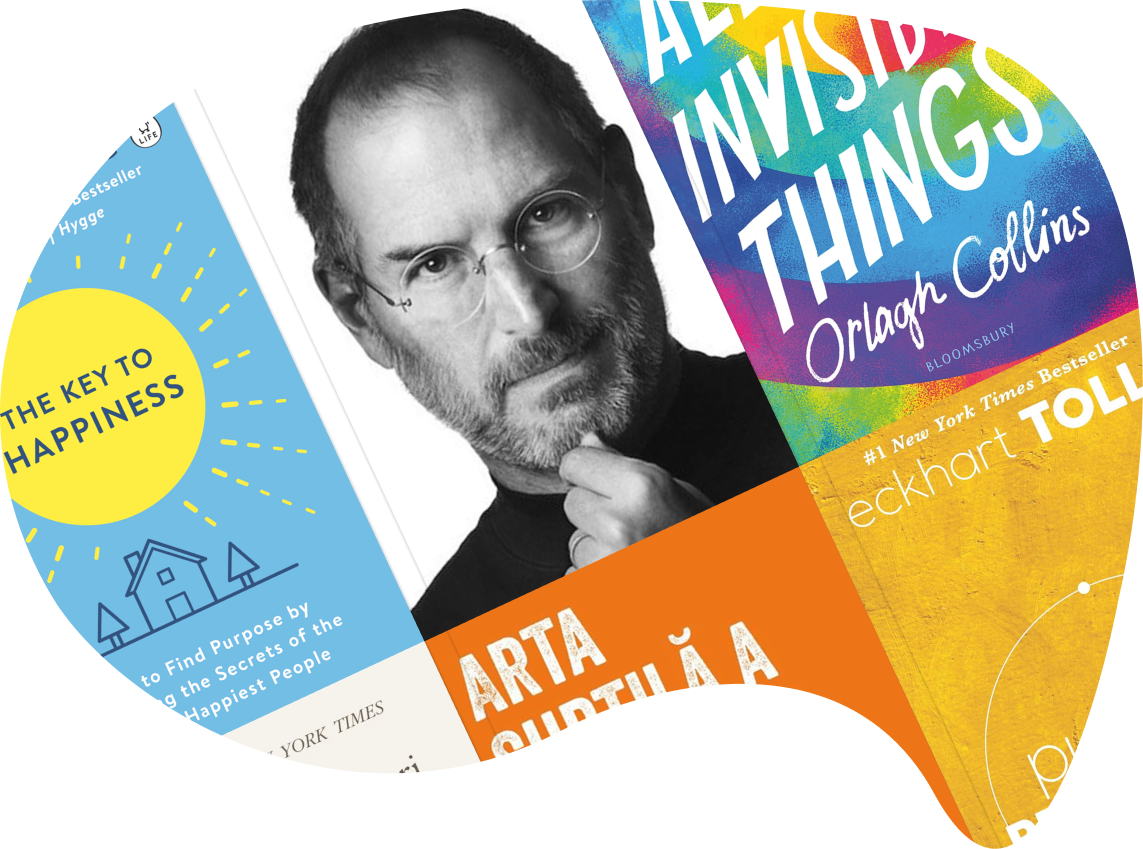 LiFE
Bestseller
Hygge
THE KEY TO
HAPPINESS
to Find Purpose by
the Secrets of the
Happiest People
YORK TIMES
INVISIB
THINGS
Orlagh Collins
BLOOMSBURY
#1 New York Times Bestseller
eckhart TOLL
ARTA
SUBTILĂ A